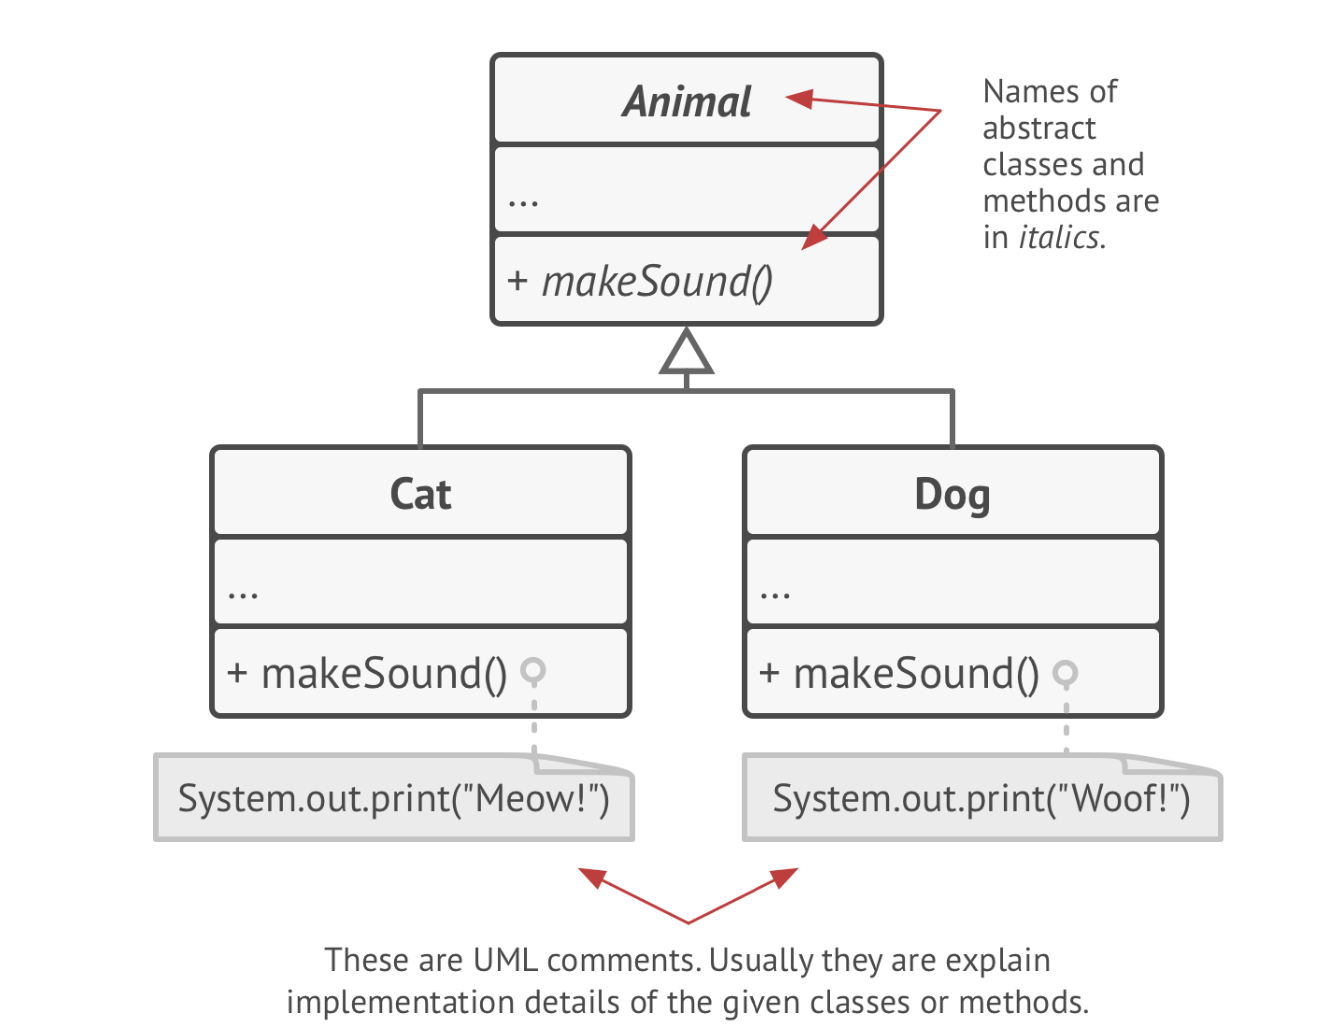 Animal
...
+ makeSound()
Names of
abstract
classes and
methods are
in italics.
Cat
...
+ makeSound()
Dog
...
+ makeSound()
System.out.print("Meow!")
System.out.print("Woof!")
These are UML comments. Usually they are explain
implementation details of the given classes or methods.